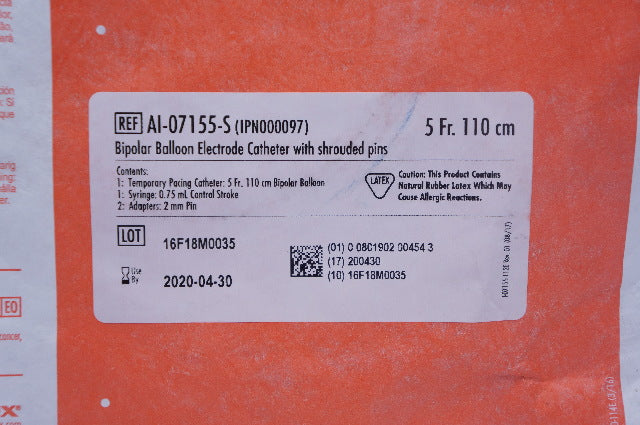 REF AI-07155-S (IPN000097) 5 Fr. 110 cm
Bipolar Balloon Electrode Catheter with shrouded pins
Contents:
1: Temporary Pacing Catheter: 5 Fr. 110 cm Bipolar Balloon
1: Syringe: 0.75 mL Control Stroke
2: Adapters: 2 mm Pin
LATEX
Caution: This Product Contains
Natural Rubber Latex Which May
Cause Allergic Reactions.
LOT 16F18M0035
Use
By 2020-04-30
(01) 0 0801902 00454 3
(17) 200430
(10) 16F18M0035
EO